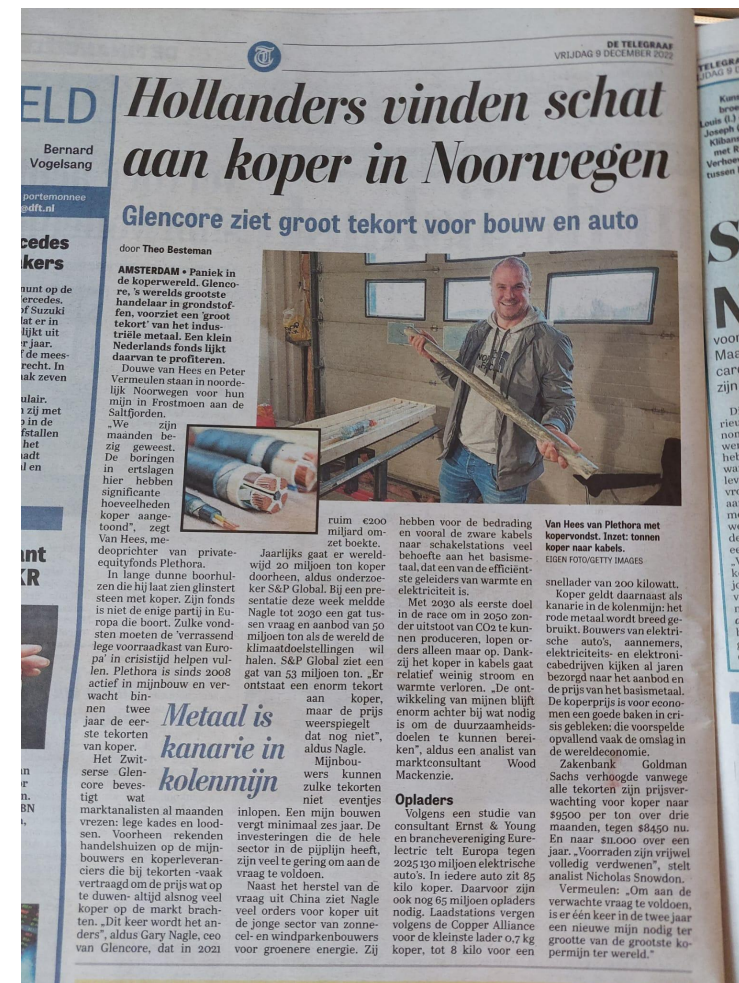 DE TELEGRAAF
VRIJDAG 9 DECEMBER 2022
T
Hollanders vinden schat
aan koper in Noorwegen
Glencore ziet groot tekort voor bouw en auto
door Theo Besteman
AMSTERDAM • Paniek in
de koperwereld. Glenco-
re, 's werelds grootste
handelaar in grondstof-
fen, voorziet een 'groot
tekort' van het indus-
triële metaal. Een klein
Nederlands fonds lijkt
daarvan te profiteren.
Douwe van Hees en Peter
Vermeulen staan in noorde-
lijk Noorwegen voor hun
mijn in Frostmoen aan de
Saltfjorden.
„We zijn
maanden be-
zig geweest.
De boringen
in ertslagen
hier hebben
significante
hoeveelheden
koper aange-
toond”, zegt
Van Hees, me-
deoprichter van private-
equityfonds Plethora.
In lange dunne boorhul-
zen die hij laat zien glinstert
steen met koper. Zijn fonds
is niet de enige partij in Eu-
ropa die boort. Zulke vond-
sten moeten de 'verrassend
lege voorraadkast van Euro-
pa' in crisistijd helpen vul-
len. Plethora is sinds 2008
actief in mijnbouw en ver-
wacht bin-
nen twee
jaar de eer-
ste tekorten
van koper.
Het Zwit-
serse Glen-
core beves-
tigt wat
marktanalisten al maanden
vrezen: lege kades en lood-
sen. Voorheen rekenden
handelshuizen op de mijn-
bouwers en koperleveran-
ciers die bij tekorten -vaak
vertraagd om de prijs wat op
te duwen- altijd alsnog veel
koper op de markt brach-
ten. „Dit keer wordt het an-
ders”, aldus Gary Nagle, ceo
van Glencore, dat in 2021
ruim €200
miljard om-
zet boekte.
Jaarlijks gaat er wereld-
wijd 20 miljoen ton koper
doorheen, aldus onderzoe-
ker S&P Global. Bij een pre-
sentatie deze week meldde
Nagle tot 2030 een gat tus-
sen vraag en aanbod van 50
miljoen ton als de wereld de
klimaatdoelstellingen wil
halen. S&P Global ziet een
gat van 53 miljoen ton. „Er
ontstaat een enorm tekort
aan koper,
maar de prijs
weerspiegelt
dat nog niet”,
aldus Nagle.
Mijnbou-
wers kunnen
zulke tekorten
niet eventjes
inlopen. Een mijn bouwen
vergt minimaal zes jaar. De
investeringen die de hele
sector in de pijplijn heeft,
zijn veel te gering om aan de
vraag te voldoen.
Naast het herstel van de
vraag uit China ziet Nagle
veel orders voor koper uit
de jonge sector van zonne-
cel- en windparkenbouwers
voor groenere energie. Zij
Metaal is
kanarie in
kolenmijn
hebben voor de bedrading
en vooral de zware kabels
naar schakelstations veel
behoefte aan het basisme-
taal, dat een van de efficiënt-
ste geleiders van warmte en
elektriciteit is.
Met 2030 als eerste doel
in de race om in 2050 zon-
der uitstoot van CO2 te kun-
nen produceren, lopen or-
ders alleen maar op. Dank-
zij het koper in kabels gaat
relatief weinig stroom en
warmte verloren. „De ont-
wikkeling van mijnen blijft
enorm achter bij wat nodig
is om de duurzaamheids-
doelen te kunnen berei-
ken”, aldus een analist van
marktconsultant Wood
Mackenzie.
Opladers
Volgens een studie van
consultant Ernst & Young
en branchevereniging Eure-
lectric telt Europa tegen
2025 130 miljoen elektrische
auto's. In iedere auto zit 85
kilo koper. Daarvoor zijn
ook nog 65 miljoen opladers
nodig. Laadstations vergen
volgens de Copper Alliance
voor de kleinste lader 0,7 kg
koper, tot 8 kilo voor een
Van Hees van Plethora met
kopervondst. Inzet: tonnen
koper naar kabels.
EIGEN FOTO/GETTY IMAGES
snellader van 200 kilowatt.
Koper geldt daarnaast als
kanarie in de kolenmijn: het
rode metaal wordt breed ge-
bruikt. Bouwers van elektri-
sche auto's, aannemers,
elektriciteits- en elektroni-
cabedrijven kijken al jaren
bezorgd naar het aanbod en
de prijs van het basismetaal.
De koperprijs is voor econo-
men een goede baken in cri-
sis gebleken: die voorspelde
opvallend vaak de omslag in
de wereldeconomie.
Zakenbank Goldman
Sachs verhoogde vanwege
alle tekorten zijn prijsver-
wachting voor koper naar
$9500 per ton over drie
maanden, tegen $8450 nu.
En naar $11.000 over een
jaar. „Voorraden zijn vrijwel
volledig verdwenen”, stelt
analist Nicholas Snowdon.
Vermeulen: „Om aan de
verwachte vraag te voldoen,
is er één keer in de twee jaar
een nieuwe mijn nodig ter
grootte van de grootste ko-
permijn ter wereld.”
ELD
Bernard
Vogelsang
portemonnee
@dft.nl